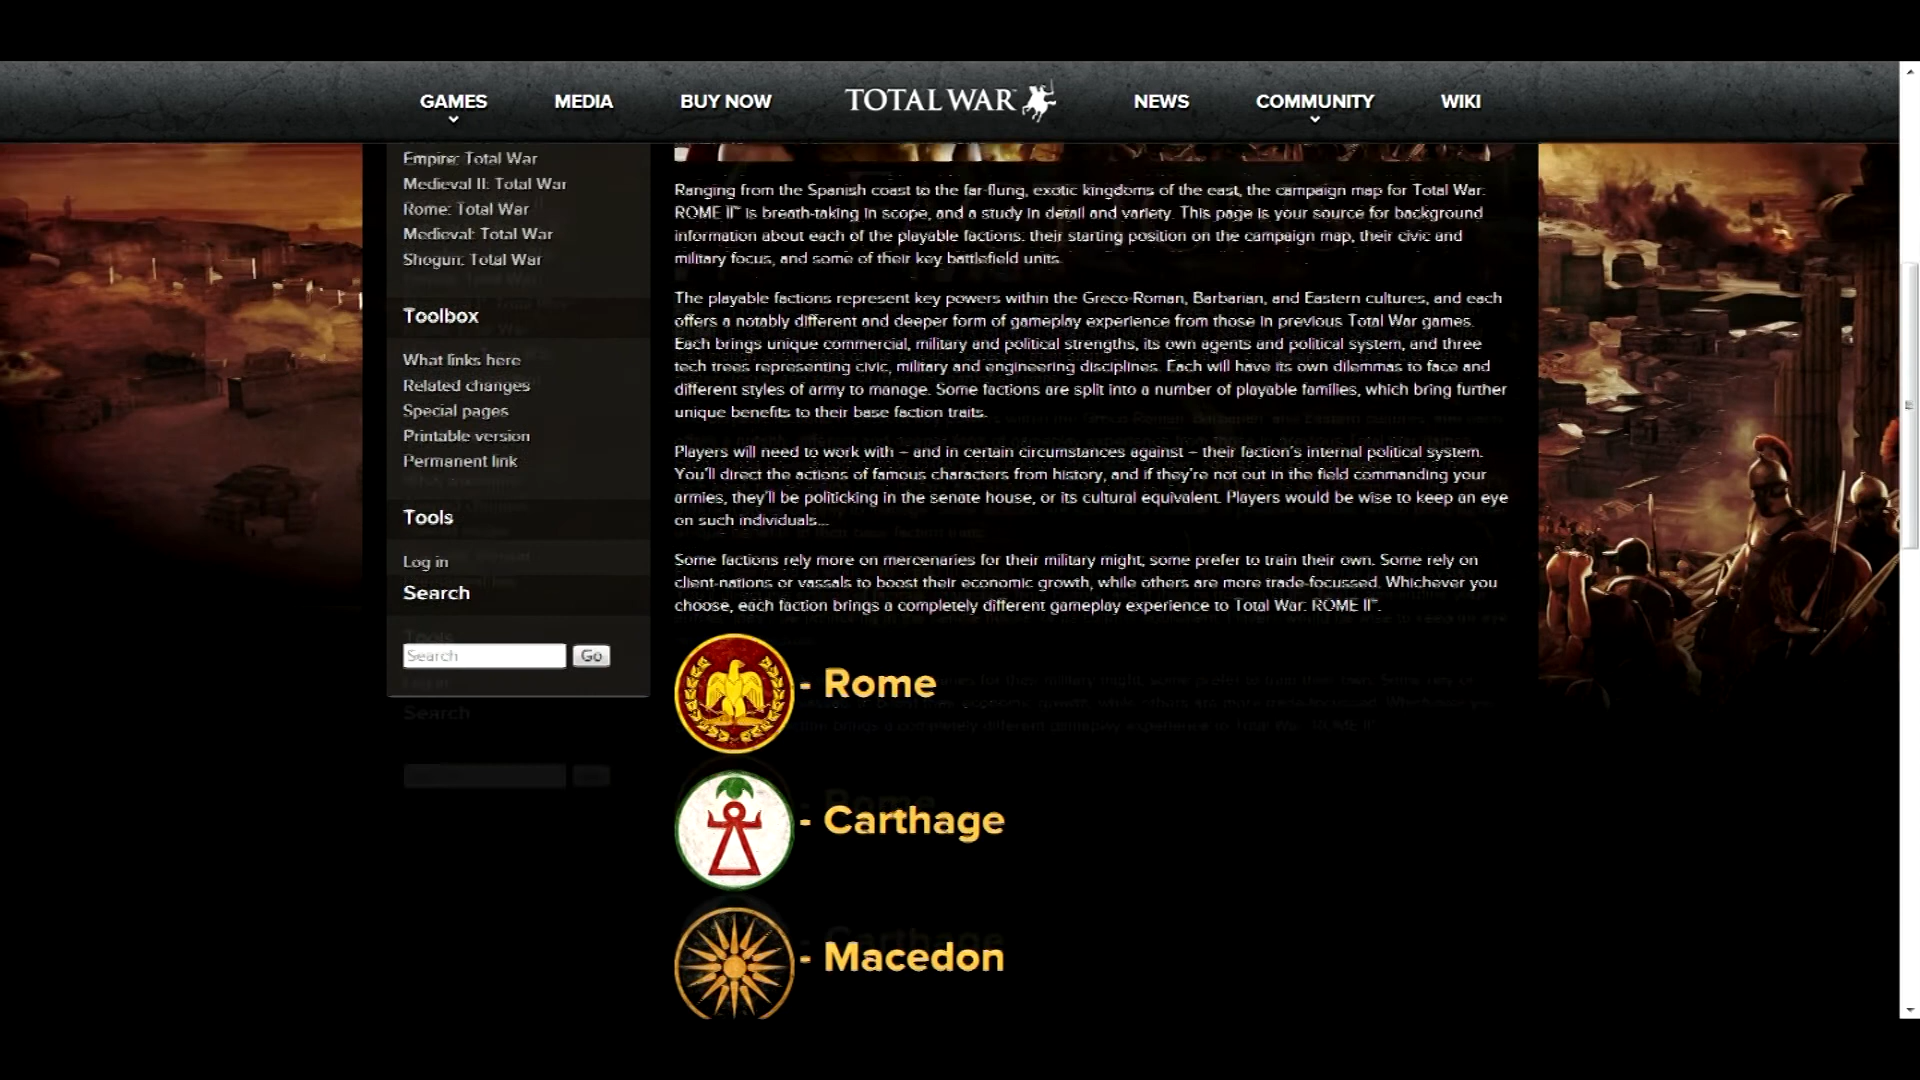 GAMES MEDIA BUY NOW TOTAL WAR NEWS COMMUNITY WIKI
Empire: Total War
Medieval II: Total War
Rome: Total War
Medieval: Total War
Shogun: Total War
Toolbox
What links here
Related changes
Special pages
Printable version
Permanent link
Tools
Log in
Search
Search Go
Ranging from the Spanish coast to the far-flung, exotic kingdoms of the east, the campaign map for Total War:
ROME II™ is breath-taking in scope, and a study in detail and variety. This page is your source for background
information about each of the playable factions: their starting position on the campaign map, their civic and
military focus, and some of their key battlefield units.
The playable factions represent key powers within the Greco-Roman, Barbarian, and Eastern cultures, and each
offers a notably different and deeper form of gameplay experience from those in previous Total War games.
Each brings unique commercial, military and political strengths, its own agents and political system, and three
tech trees representing civic, military and engineering disciplines. Each will have its own dilemmas to face and
different styles of army to manage. Some factions are split into a number of playable families, which bring further
unique benefits to their base faction traits.
Players will need to work with – and in certain circumstances against – their faction's internal political system.
You'll direct the actions of famous characters from history, and if they're not out in the field commanding your
armies, they'll be politicking in the senate house, or its cultural equivalent. Players would be wise to keep an eye
on such individuals...
Some factions rely more on mercenaries for their military might; some prefer to train their own. Some rely on
client-nations or vassals to boost their economic growth, while others are more trade-focussed. Whichever you
choose, each faction brings a completely different gameplay experience to Total War: ROME II™.
- Rome
- Carthage
- Macedon